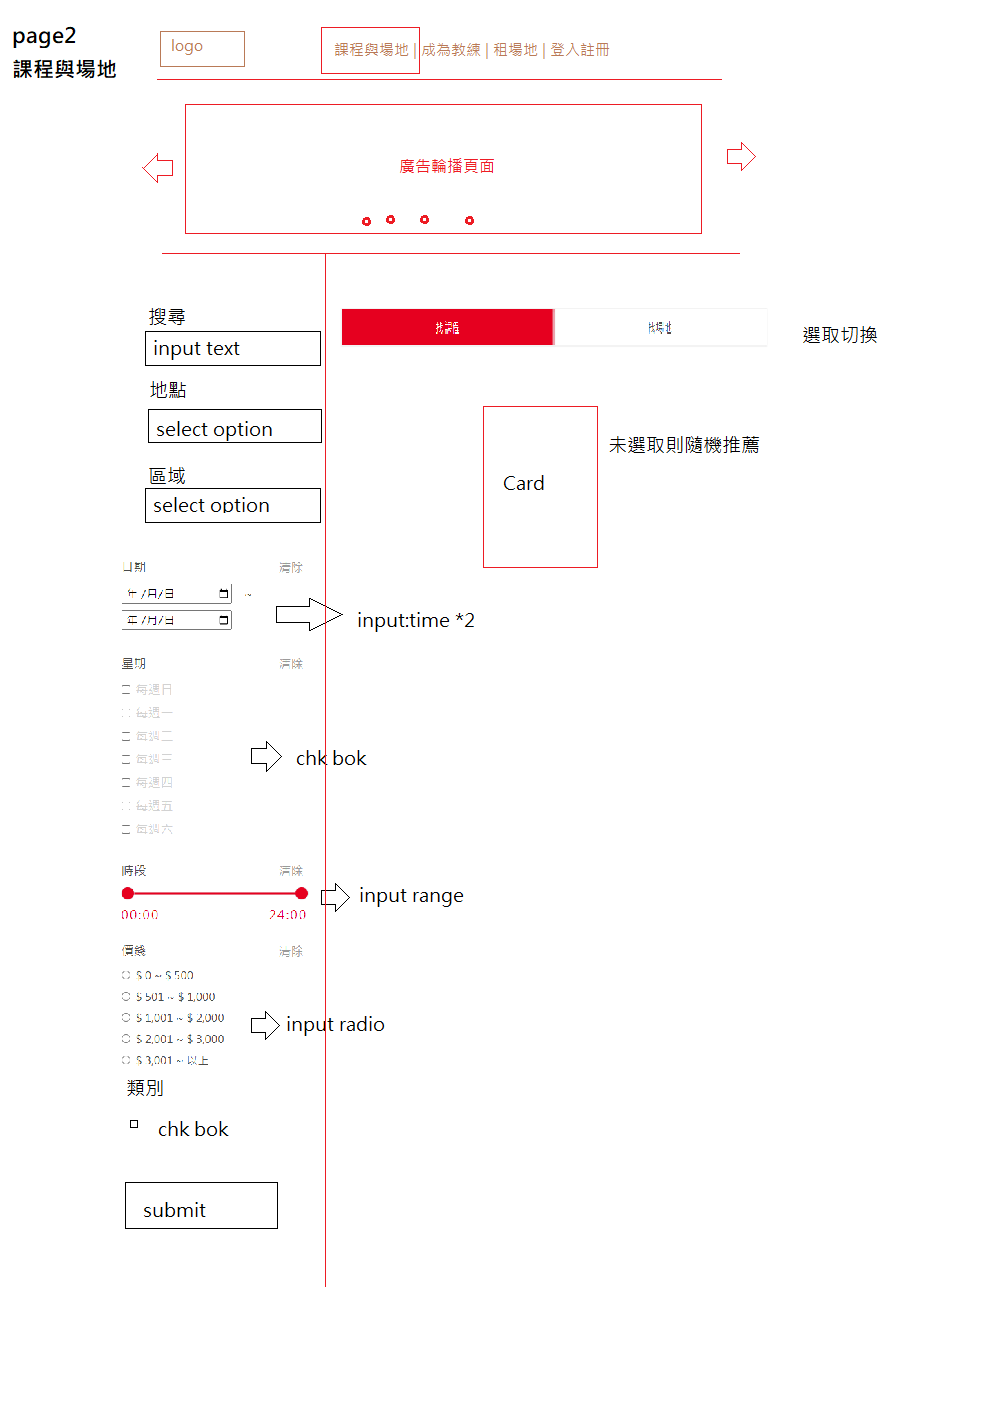 page2
課程與場地
logo
課程與場地 | 成為教練 | 租場地 | 登入註冊
廣告輪播頁面
搜尋
input text
地點
select option
區域
select option
找課程
找場地
選取切換
未選取則隨機推薦
Card
日期 清除
年 /月/日 ~
年 /月/日
input:time *2
星期 清除
每週日
每週一
每週二
每週三
每週四
每週五
每週六
chk bok
時段 清除
00:00 24:00
input range
價錢 清除
$ 0 ~ $ 500
$ 501 ~ $ 1,000
$ 1,001 ~ $ 2,000
$ 2,001 ~ $ 3,000
$ 3,001 ~ 以上
input radio
類別
chk bok
submit